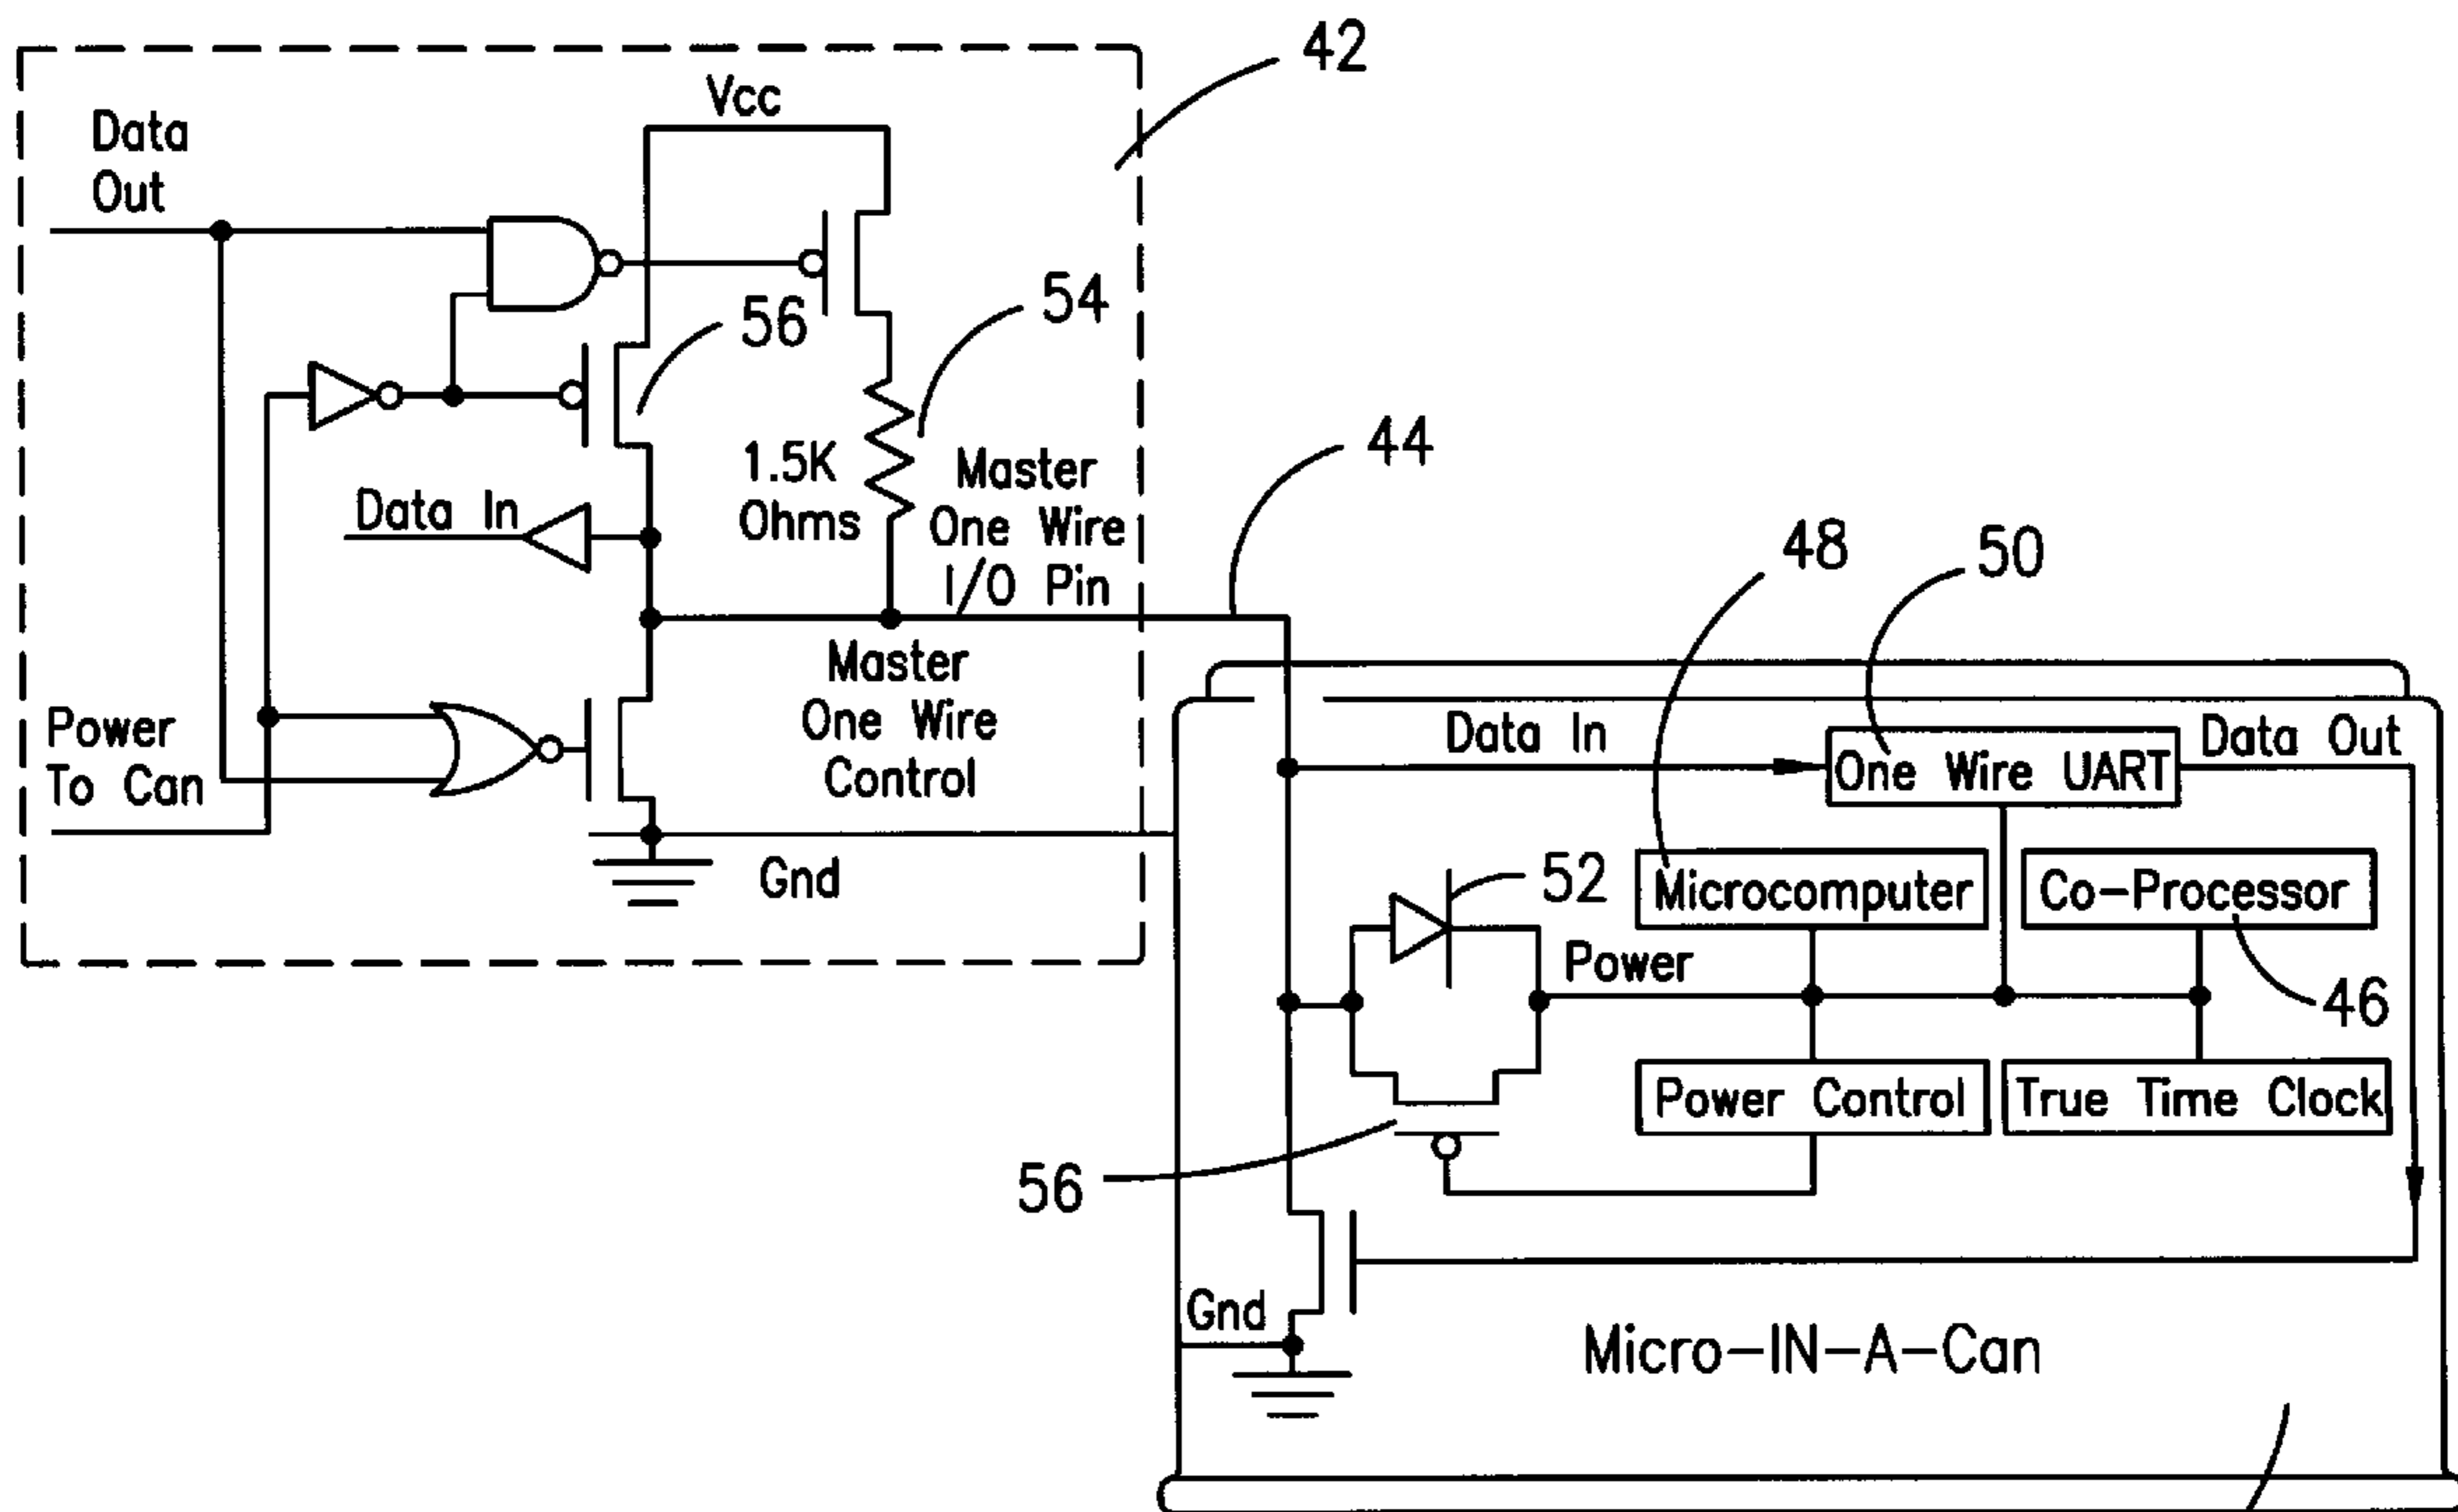 42
Vcc
Data
Out
56
54
1.5K
Ohms
Master
One Wire
I/O Pin
44
Data In
Master
One Wire
Control
Power
To Can
Gnd
48
50
Data In
One Wire UART
Data Out
52
Microcomputer
Co-Processor
Power
46
Power Control
True Time Clock
56
Gnd
Micro-IN-A-Can